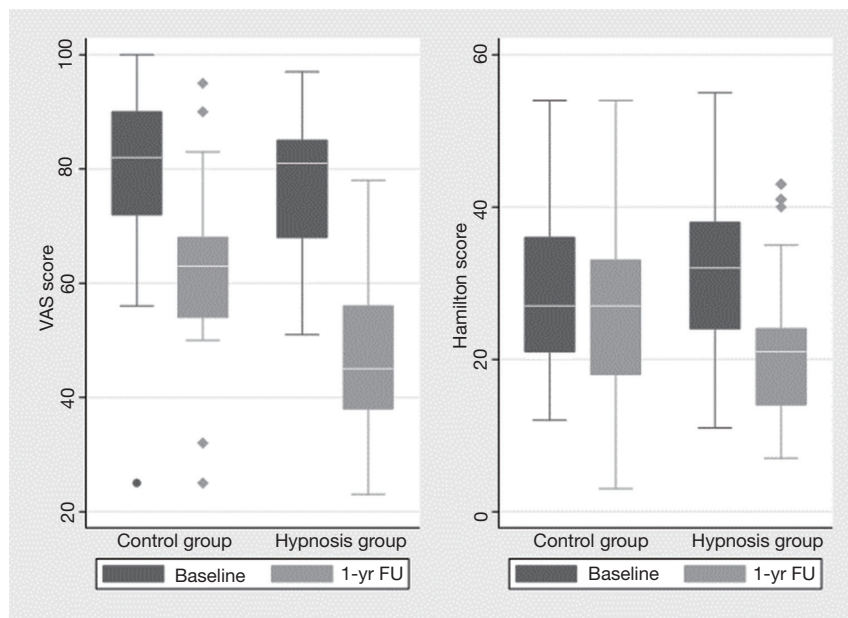 VAS score
100
80
60
40
20
Control group Hypnosis group
Baseline 1-yr FU
Hamilton score
60
40
20
0
Control group Hypnosis group
Baseline 1-yr FU